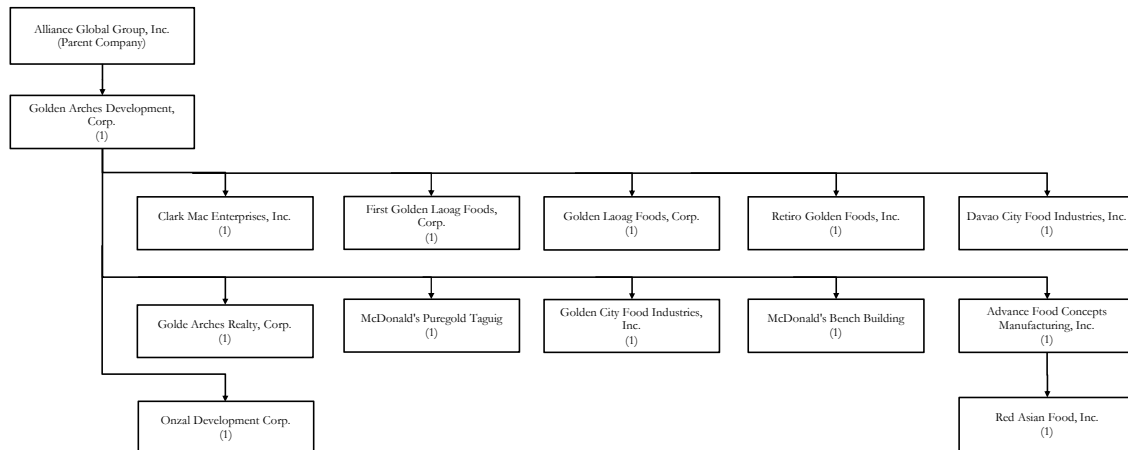 Alliance Global Group, Inc.
(Parent Company)
Golden Arches Development,
Corp.
(1)
Clark Mac Enterprises, Inc.
(1)
First Golden Laoag Foods,
Corp.
(1)
Golden Laoag Foods, Corp.
(1)
Retiro Golden Foods, Inc.
(1)
Davao City Food Industries, Inc.
(1)
Golde Arches Realty, Corp.
(1)
McDonald's Puregold Taguig
(1)
Golden City Food Industries,
Inc.
(1)
McDonald's Bench Building
(1)
Advance Food Concepts
Manufacturing, Inc.
(1)
Onzal Development Corp.
(1)
Red Asian Food, Inc.
(1)